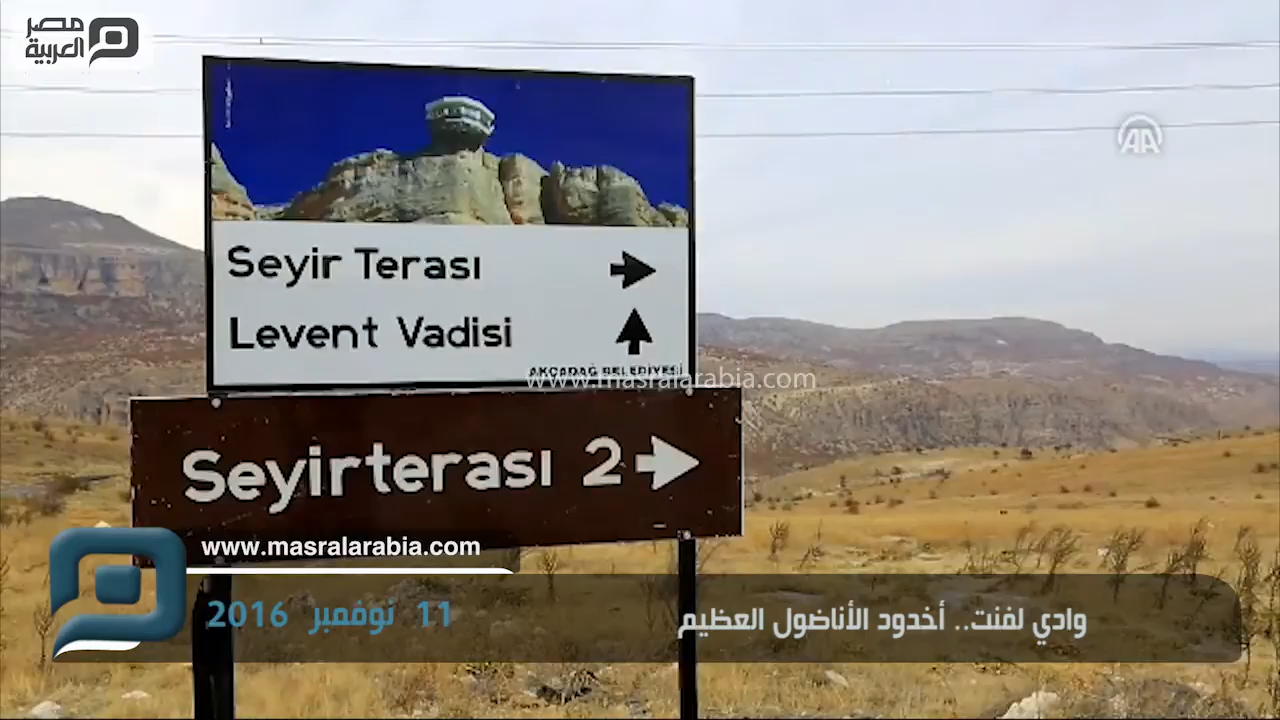 مصر
العربية
AA
Seyir Terası
Levent Vadisi
AKÇADAĞ BELEDİYESİ
www.masralarabia.com
Seyirterası 2
www.masralarabia.com
وادي لفنت.. أخدود الأناضول العظيم
11 نوفمبر 2016